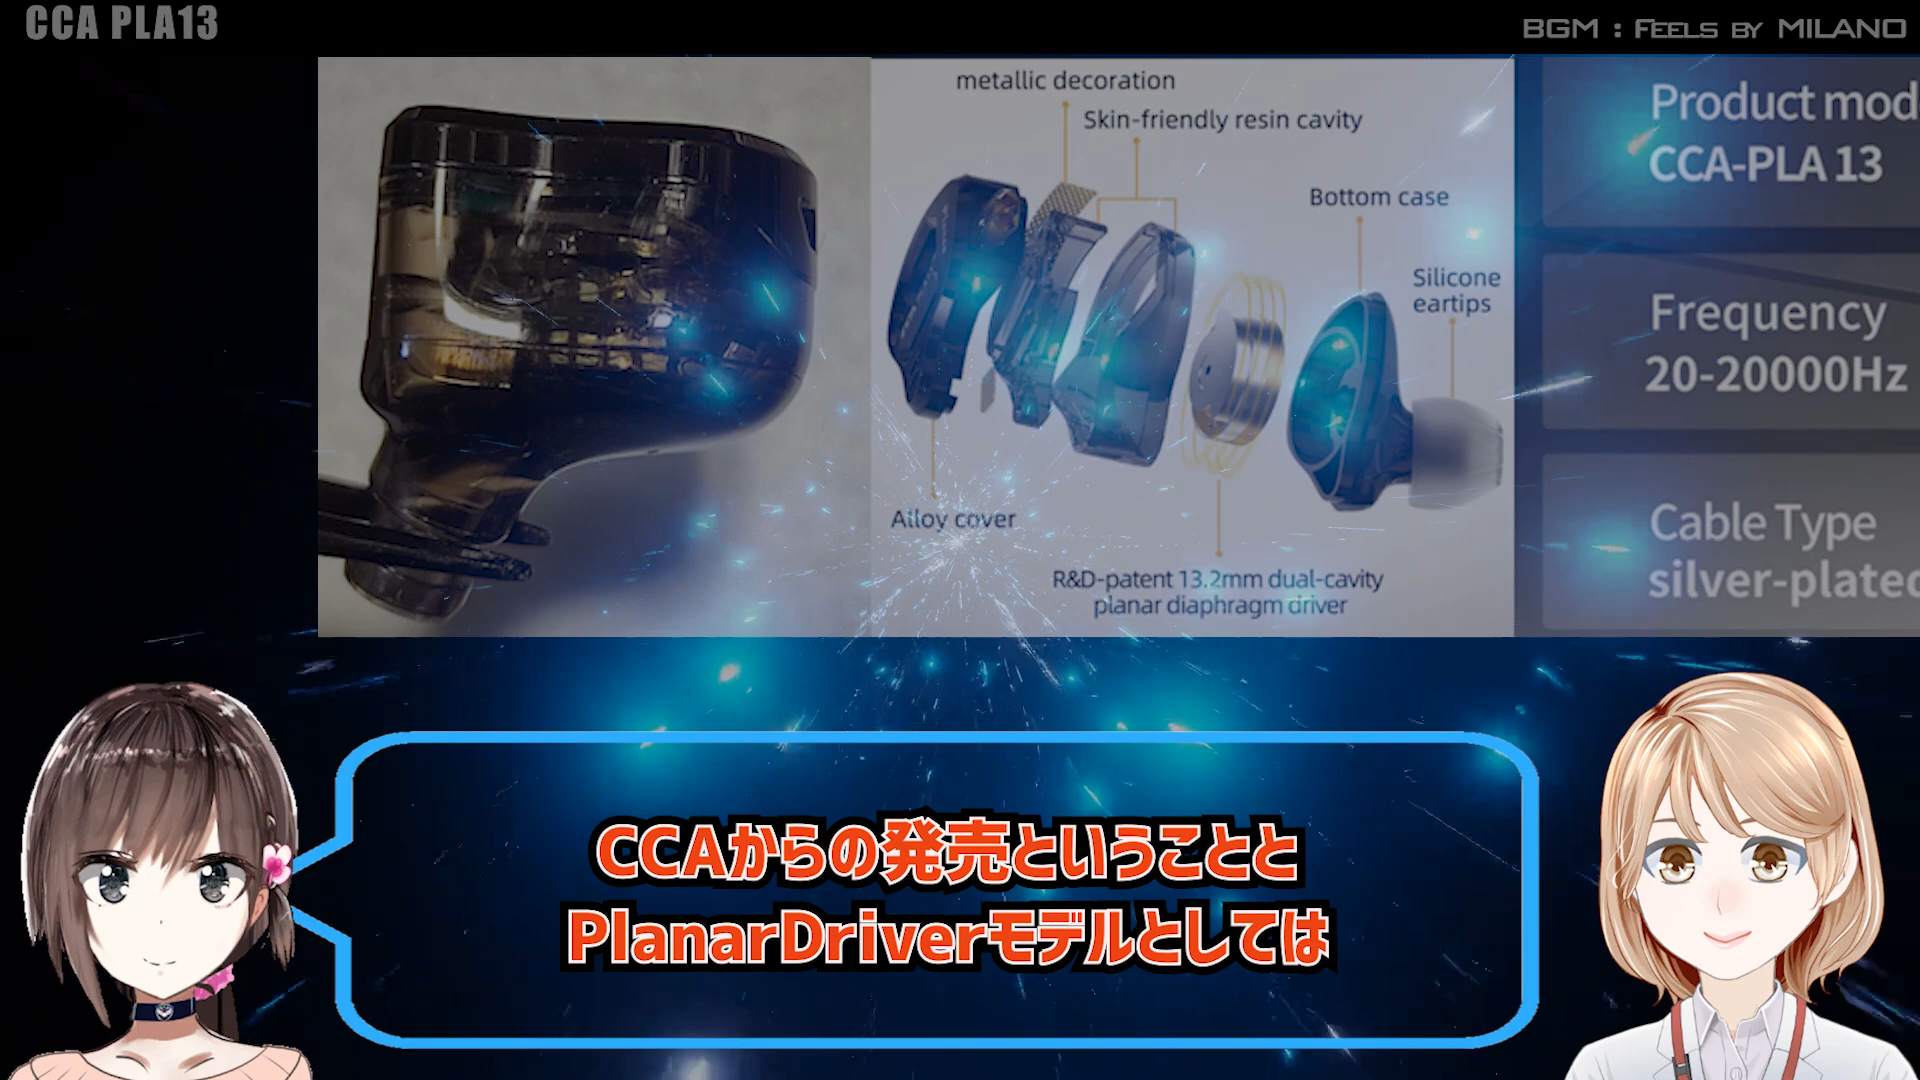 CCA PLA13
BGM : Feels by MILANO
metallic decoration
Skin-friendly resin cavity
Bottom case
Silicone
eartips
Alloy cover
R&D-patent 13.2mm dual-cavity
planar diaphragm driver
Product mod
CCA-PLA 13
Frequency
20-20000Hz
Cable Type
silver-plated
CCAからの発売ということと
PlanarDriverモデルとしては